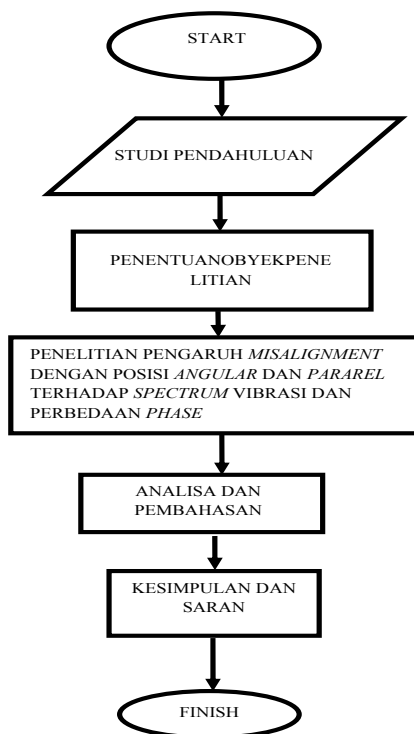 START
STUDI PENDAHULUAN
PENENTUANOBYEKPENE
LITIAN
PENELITIAN PENGARUH MISALIGNMENT
DENGAN POSISI ANGULAR DAN PARAREL
TERHADAP SPECTRUM VIBRASI DAN
PERBEDAAN PHASE
ANALISA DAN
PEMBAHASAN
KESIMPULAN DAN
SARAN
FINISH